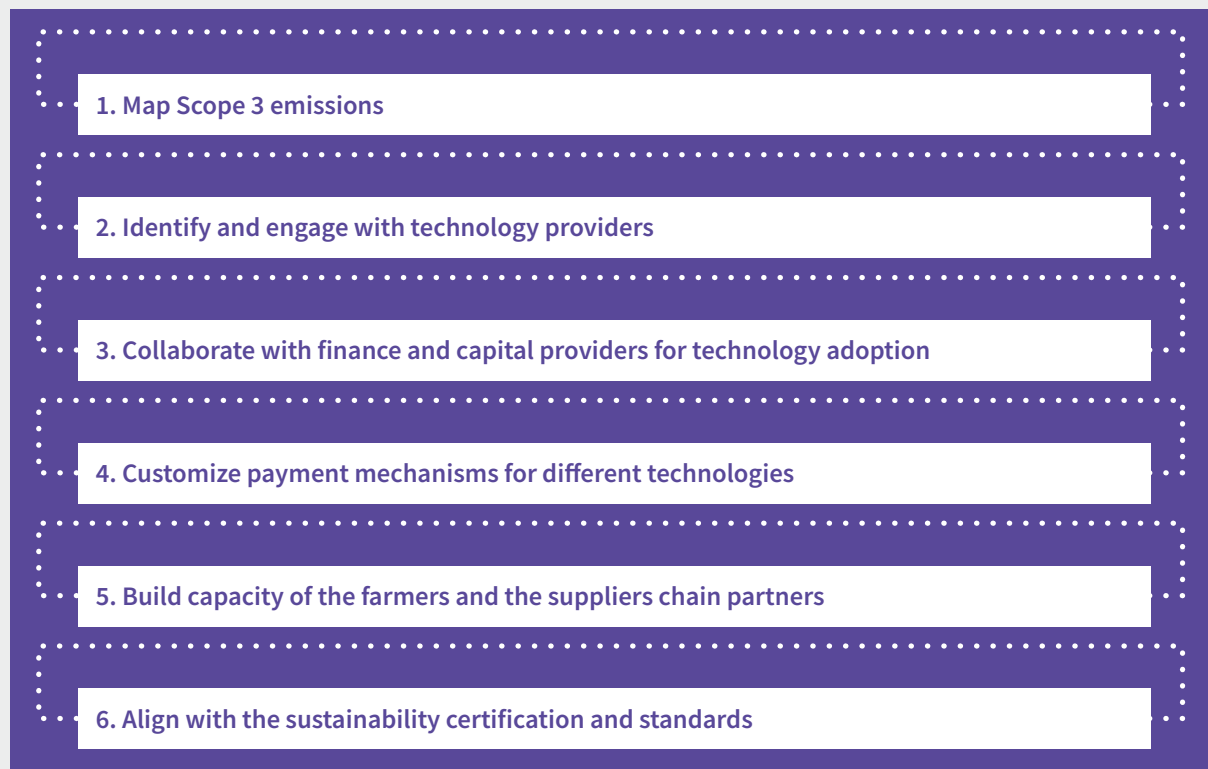 1. Map Scope 3 emissions
2. Identify and engage with technology providers
3. Collaborate with finance and capital providers for technology adoption
4. Customize payment mechanisms for different technologies
5. Build capacity of the farmers and the suppliers chain partners
6. Align with the sustainability certification and standards